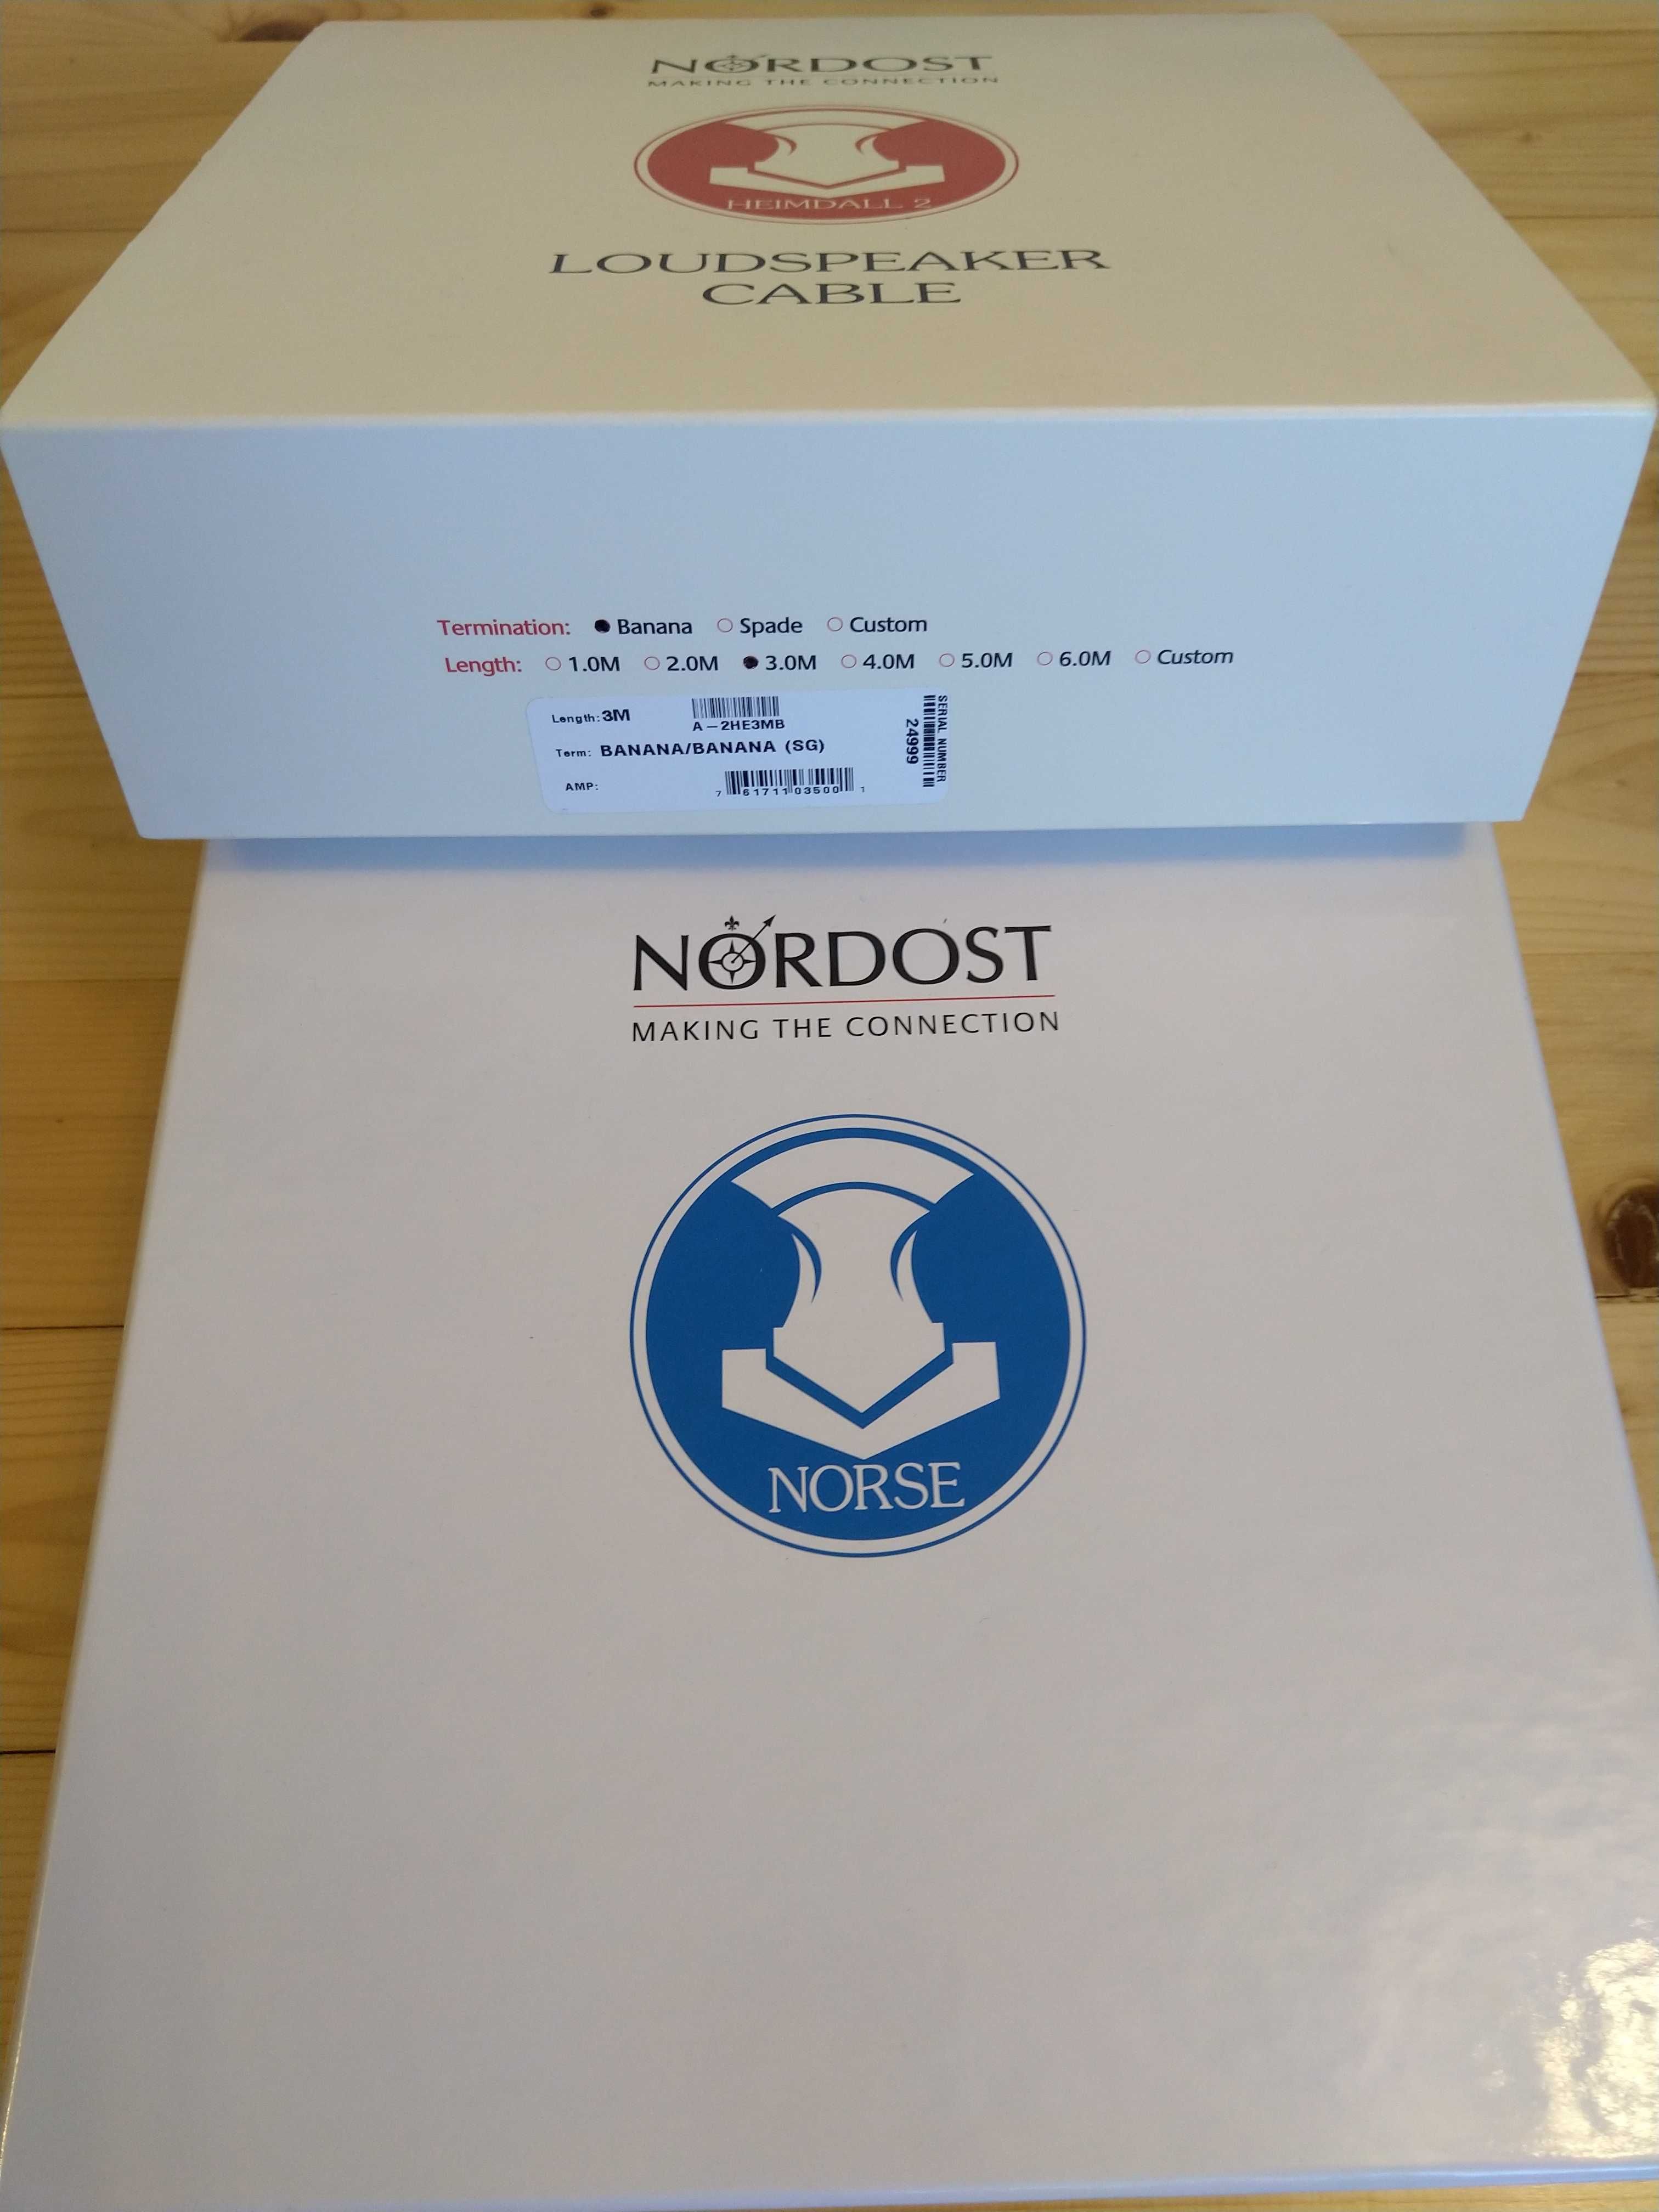 NORDOST
MAKING THE CONNECTION
HEIMDALL 2
LOUDSPEAKER
CABLE
Termination: Banana Spade Custom
Length: 1.0M 2.0M 3.0M 4.0M 5.0M 6.0M Custom
Length: 3M
A-2HE3MB
Term: BANANA/BANANA (SG)
AMP:
7 61711 03500 1
SERIAL NUMBER
24999
NORDOST
MAKING THE CONNECTION
NORSE